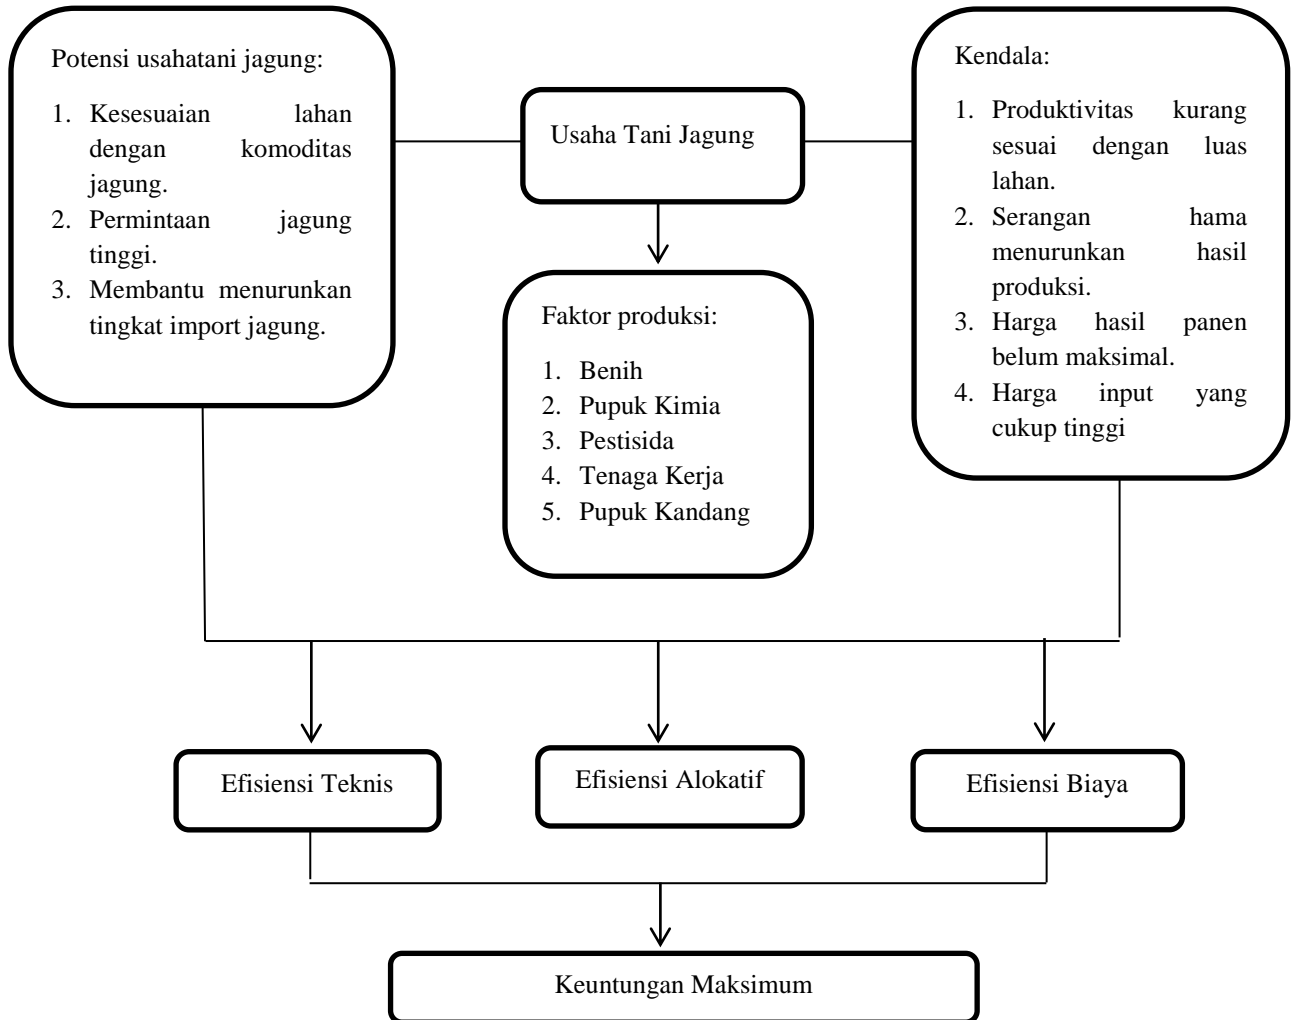 Potensi usahatani jagung:
1. Kesesuaian lahan
dengan komoditas
jagung.
2. Permintaan jagung
tinggi.
3. Membantu menurunkan
tingkat import jagung.
Usaha Tani Jagung
Kendala:
1. Produktivitas kurang
sesuai dengan luas
lahan.
2. Serangan hama
menurunkan hasil
produksi.
3. Harga hasil panen
belum maksimal.
4. Harga input yang
cukup tinggi
Faktor produksi:
1. Benih
2. Pupuk Kimia
3. Pestisida
4. Tenaga Kerja
5. Pupuk Kandang
Efisiensi Teknis
Efisiensi Alokatif
Efisiensi Biaya
Keuntungan Maksimum